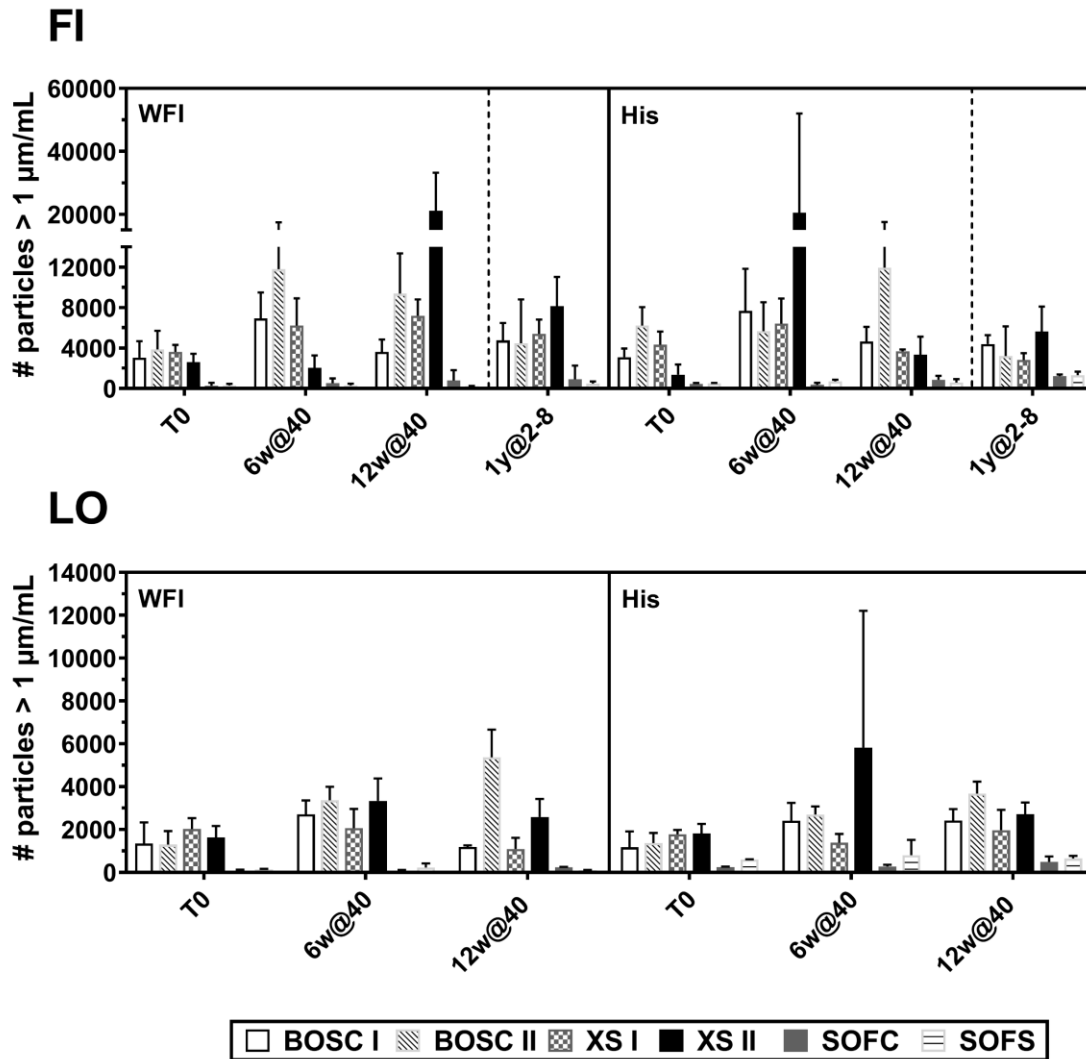 FI
# particles > 1 µm/mL
60000
40000
20000
12000
8000
4000
0
WFI
His
T0
6w@40
12w@40
1y@2-8
T0
6w@40
12w@40
1y@2-8
LO
# particles > 1 µm/mL
14000
12000
10000
8000
6000
4000
2000
0
WFI
His
T0
6w@40
12w@40
T0
6w@40
12w@40
BOSC I BOSC II XS I XS II SOFC SOFS